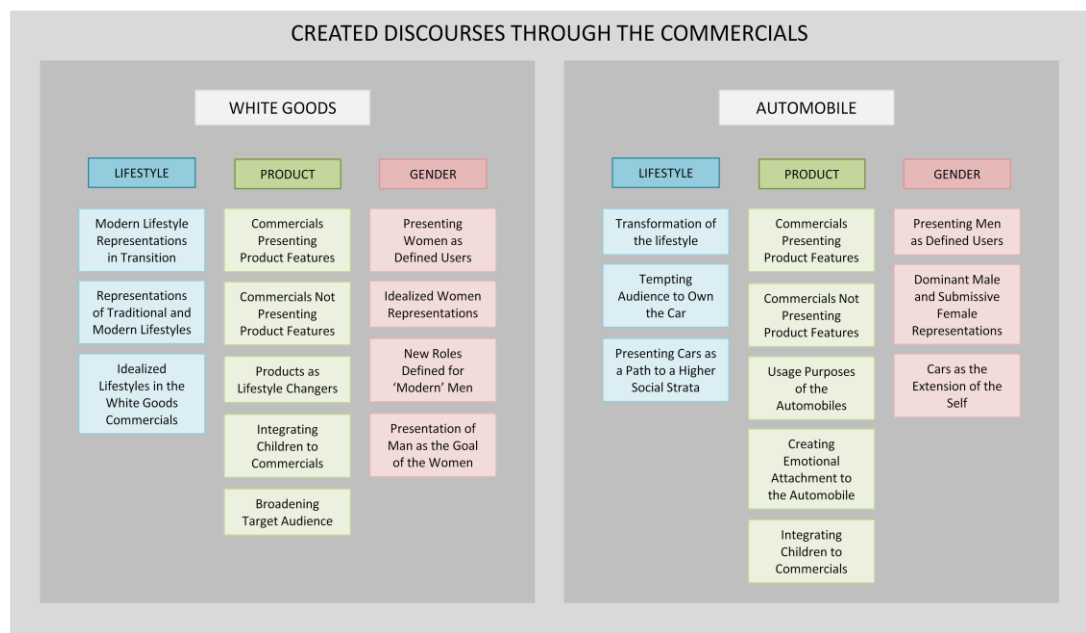 CREATED DISCOURSES THROUGH THE COMMERCIALS
WHITE GOODS
LIFESTYLE
Modern Lifestyle
Representations
in Transition
Representations
of Traditional and
Modern Lifestyles
Idealized
Lifestyles in the
White Goods
Commercials
PRODUCT
Commercials
Presenting
Product Features
Commercials Not
Presenting
Product Features
Products as
Lifestyle Changers
Integrating
Children to
Commercials
Broadening
Target Audience
GENDER
Presenting
Women as
Defined Users
Idealized Women
Representations
New Roles
Defined for
‘Modern’ Men
Presentation of
Man as the Goal
of the Women
AUTOMOBILE
LIFESTYLE
Transformation of
the lifestyle
Tempting
Audience to Own
the Car
Presenting Cars as
a Path to a Higher
Social Strata
PRODUCT
Commercials
Presenting
Product Features
Commercials Not
Presenting
Product Features
Usage Purposes
of the
Automobiles
Creating
Emotional
Attachment to
the Automobile
Integrating
Children to
Commercials
GENDER
Presenting Men
as Defined Users
Dominant Male
and Submissive
Female
Representations
Cars as the
Extension of the
Self